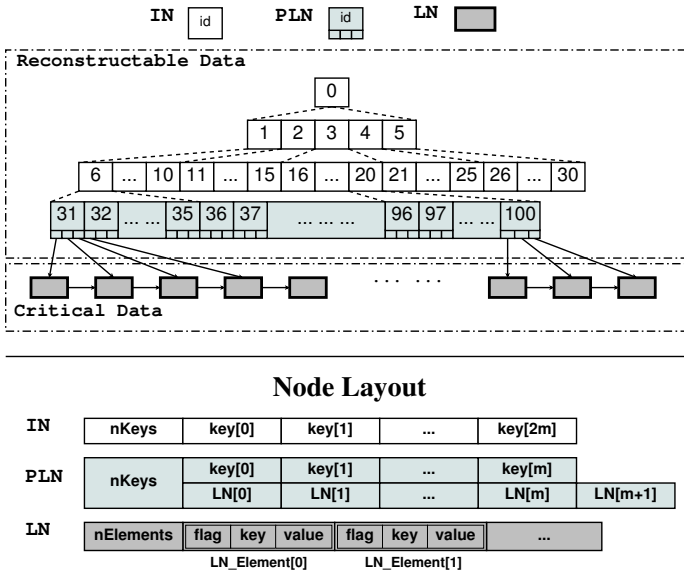 IN id PLN id LN
Reconstructable Data
0
1 2 3 4 5
6 ... 10 11 ... 15 16 ... 20 21 ... 25 26 ... 30
31 32 ... ... 35 36 37 ... ... ... 96 97 ... ... 100
... ...
Critical Data
Node Layout
IN nKeys key[0] key[1] ... key[2m]
PLN nKeys key[0] key[1] ... key[m]
LN[0] LN[1] ... LN[m] LN[m+1]
LN nElements flag key value flag key value ...
LN_Element[0] LN_Element[1]